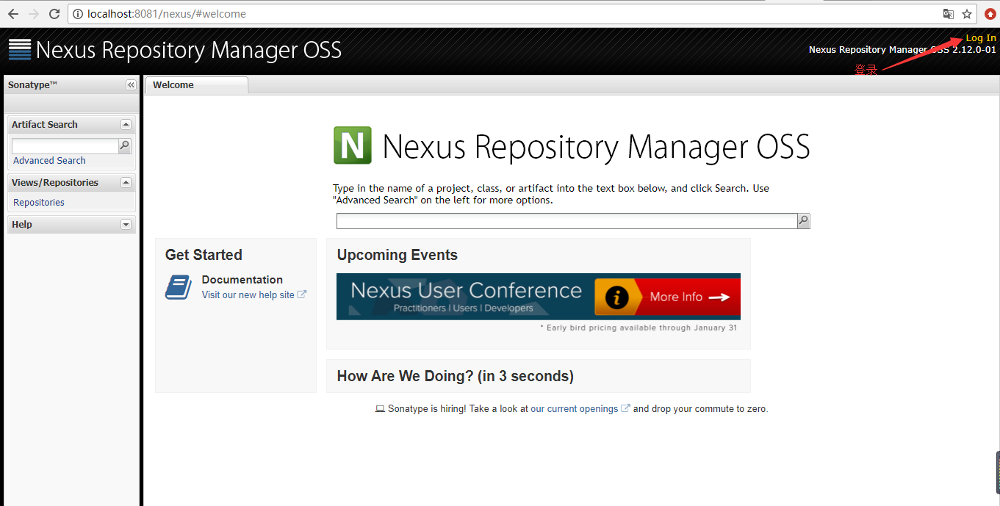 localhost:8081/nexus/#welcome
Nexus Repository Manager OSS
Log In
Nexus Repository Manager OSS 2.12.0-01
登录
Sonatype™
Welcome
Artifact Search
Advanced Search
Views/Repositories
Repositories
Help
N Nexus Repository Manager OSS
Type in the name of a project, class, or artifact into the text box below, and click Search. Use
"Advanced Search" on the left for more options.
Get Started
Documentation
Visit our new help site
Upcoming Events
Nexus User Conference
Practitioners | Users | Developers
More Info
* Early bird pricing available through January 31
How Are We Doing? (in 3 seconds)
Sonatype is hiring! Take a look at our current openings and drop your commute to zero.